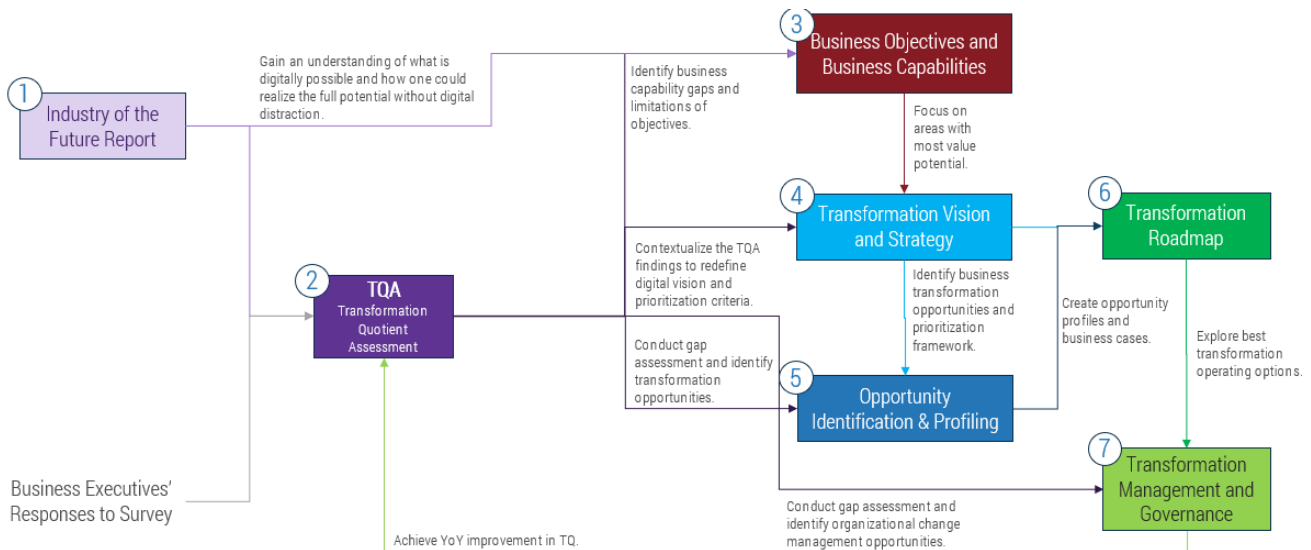 1
Industry of the
Future Report
Gain an understanding of what is
digitally possible and how one could
realize the full potential without digital
distraction.
2
TQA
Transformation
Quotient
Assessment
Business Executives'
Responses to Survey
Achieve YoY improvement in TQ.
Identify business
capability gaps and
limitations of
objectives.
3
Business Objectives and
Business Capabilities
Focus on
areas with
most value
potential.
4
Transformation Vision
and Strategy
Contextualize the TQA
findings to redefine
digital vision and
prioritization criteria.
Identify business
transformation
opportunities and
prioritization
framework.
Conduct gap
assessment and identify
transformation
opportunities.
5
Opportunity
Identification & Profiling
Create opportunity
profiles and
business cases.
6
Transformation
Roadmap
Explore best
transformation
operating options.
7
Transformation
Management and
Governance
Conduct gap assessment and
identify organizational change
management opportunities.